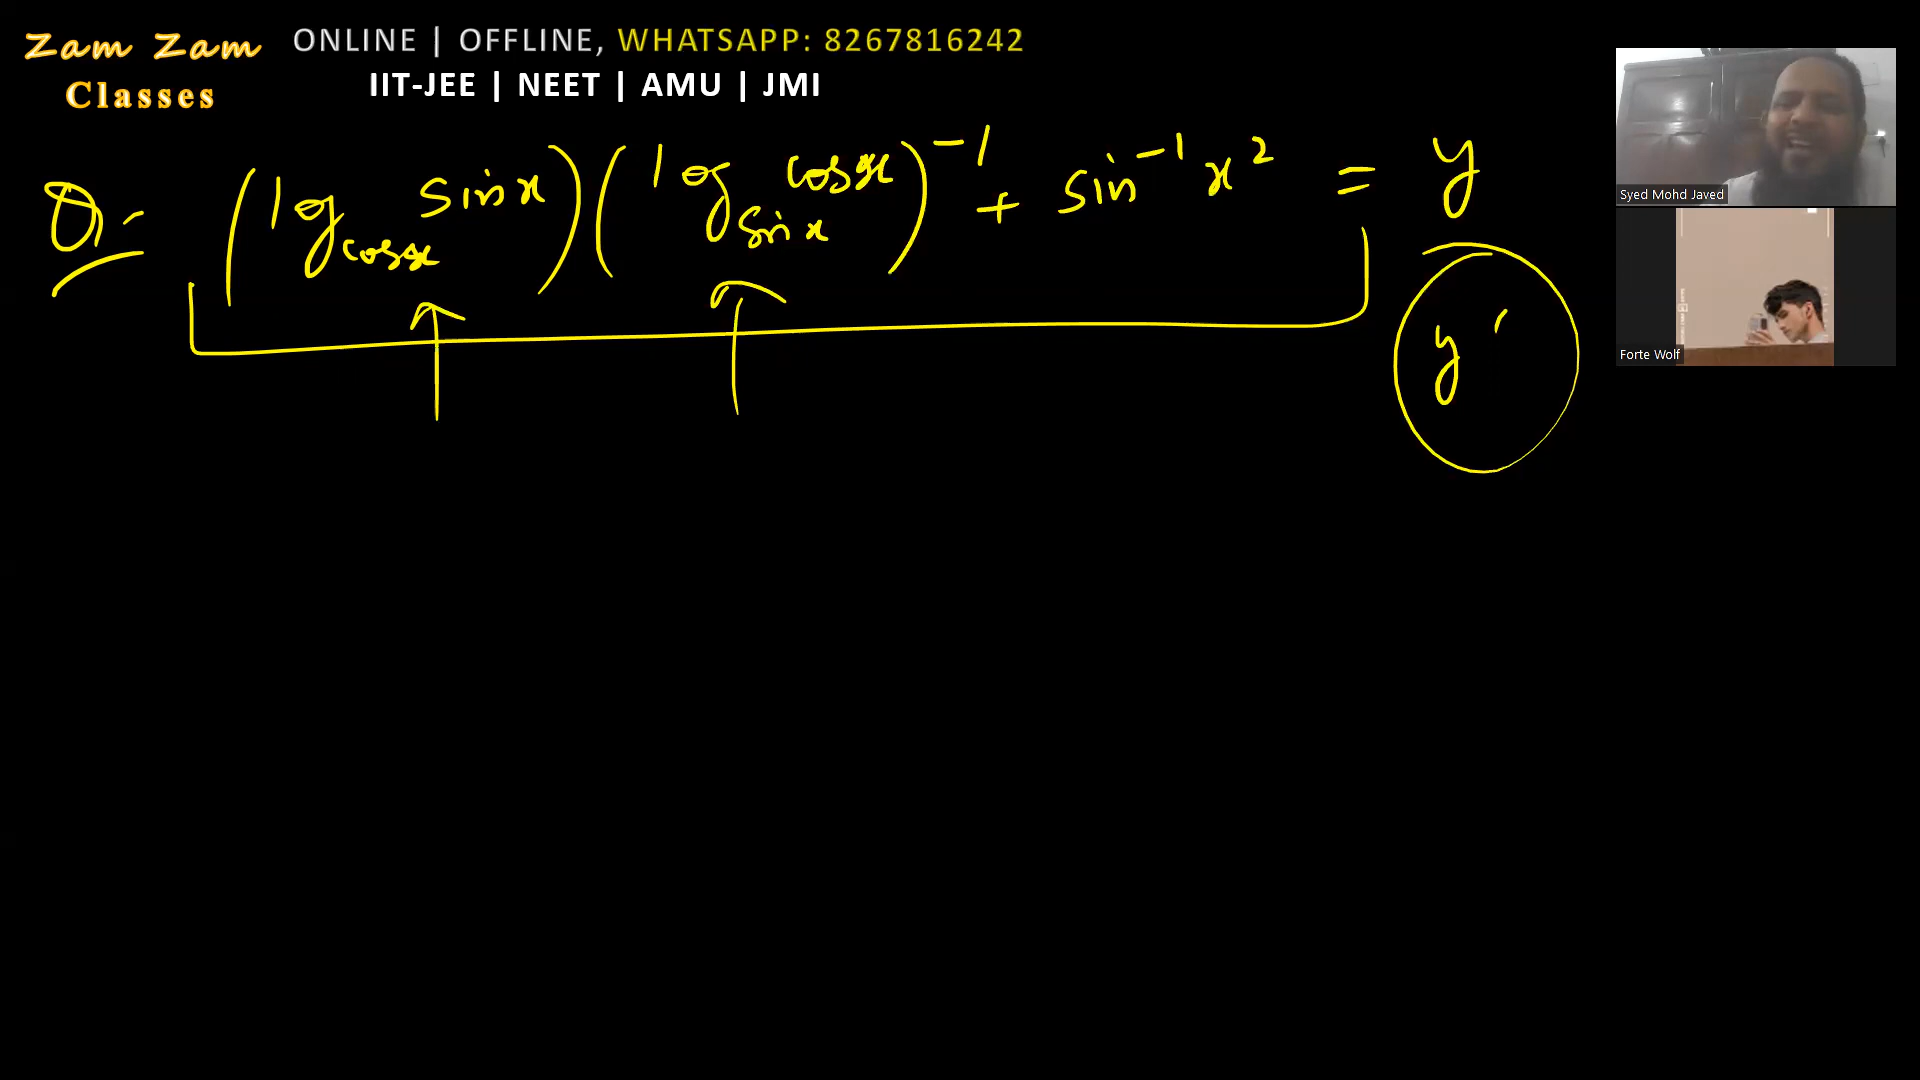 Zam Zam Classes
ONLINE | OFFLINE, WHATSAPP: 8267816242
IIT-JEE | NEET | AMU | JMI
Q:- (log_cosx sinx)(log_sinx cosx)⁻¹ + sin⁻¹ x² = y
y′
Syed Mohd Javed
Forte Wolf